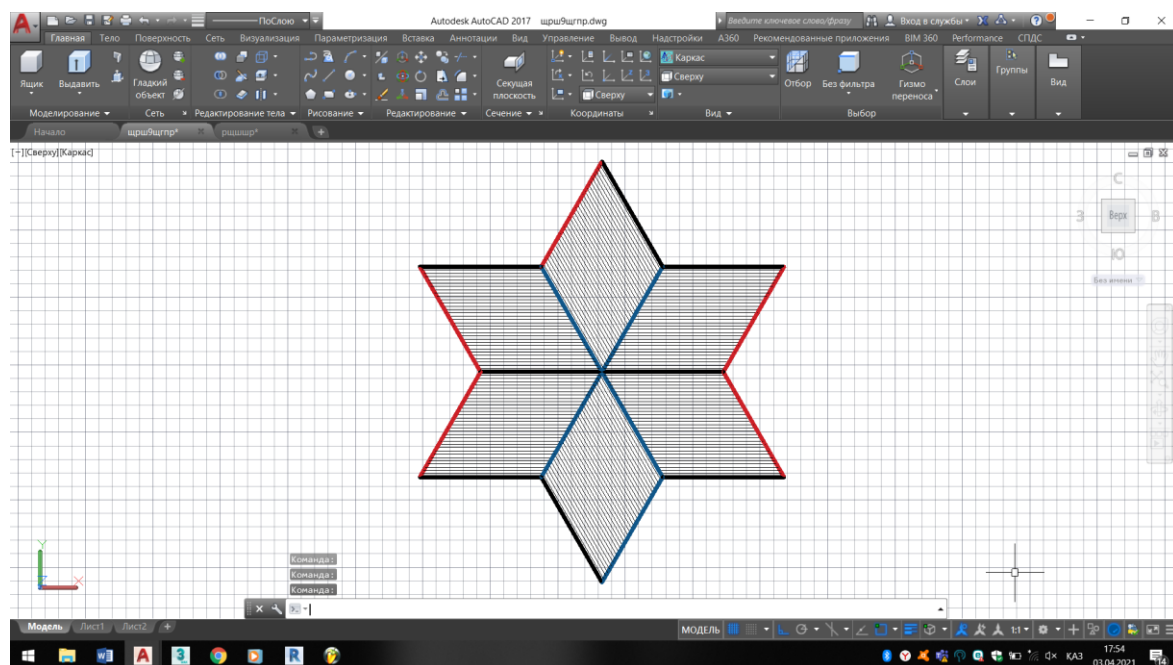 A
ПоСлою
Autodesk AutoCAD 2017 щрш9щгпр.dwg
Введите ключевое слово/фразу
Вход в службы
Главная Тело Поверхность Сеть Визуализация Параметризация Вставка Аннотации Вид Управление Вывод Надстройки A360 Рекомендованные приложения BIM 360 Performance СПДС
Ящик
Выдавить
Гладкий
объект
Секущая
плоскость
Каркас
Сверху
Сверху
Отбор
Без фильтра
Гизмо
переноса
Слои
Группы
Вид
Моделирование Сеть Редактирование тела Рисование Редактирование Сечение Координаты Вид Выбор
Начало щрш9щгпр* рщшшр*
[−][Сверху][Каркас]
С
З Верх В
Ю
Без имени
Y
Z X
Команда:
Команда:
Команда:
Модель Лист1 Лист2 +
МОДЕЛЬ 1:1
W A 3 R
КАЗ 17:54
03.04.2021
14